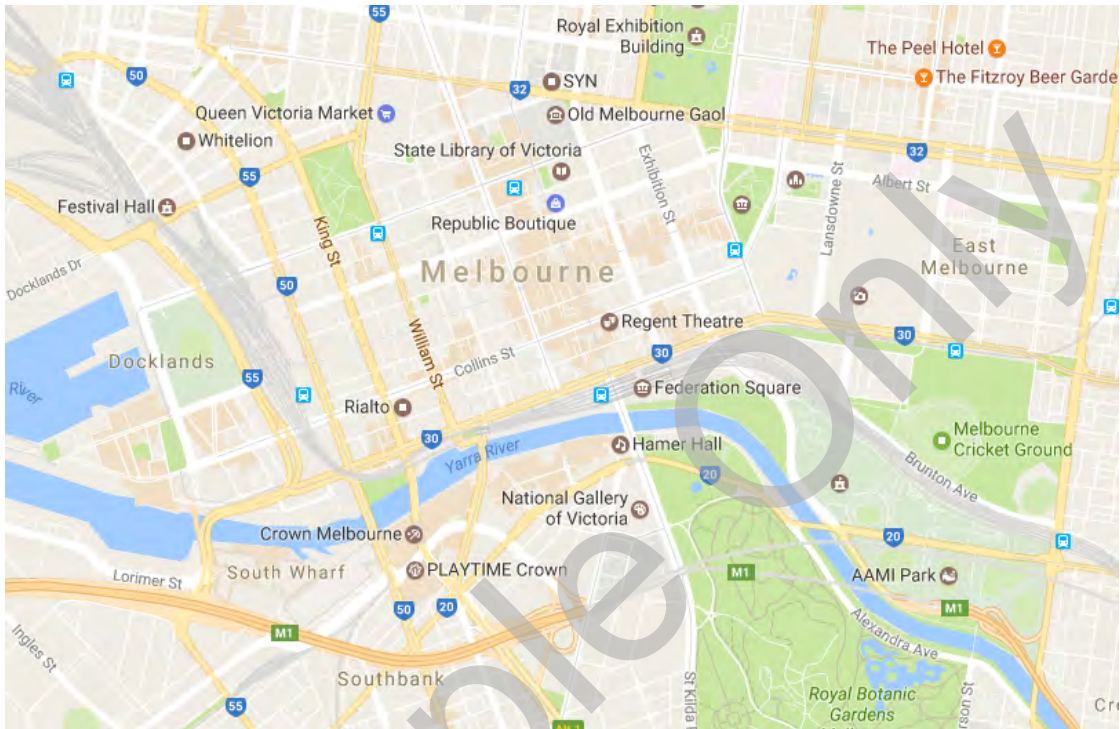 55
Royal Exhibition
Building
The Peel Hotel
The Fitzroy Beer Garde
50
32
SYN
Queen Victoria Market
Old Melbourne Gaol
Whitelion
State Library of Victoria
Exhibition St
32
55
Albert St
Lansdowne St
Festival Hall
Republic Boutique
King St
East
Melbourne
Melbourne
Docklands Dr
50
William St
Regent Theatre
30
30
Docklands
Collins St
55
River
Rialto
Federation Square
30
Yarra River
Hamer Hall
Melbourne
Cricket Ground
20
Brunton Ave
National Gallery
of Victoria
Crown Melbourne
20
South Wharf
PLAYTIME Crown
Lorimer St
M1
AAMI Park
50
20
M1
M1
Alexandra Ave
Ingles St
Southbank
St Kilda
Royal Botanic
Gardens
55
Only